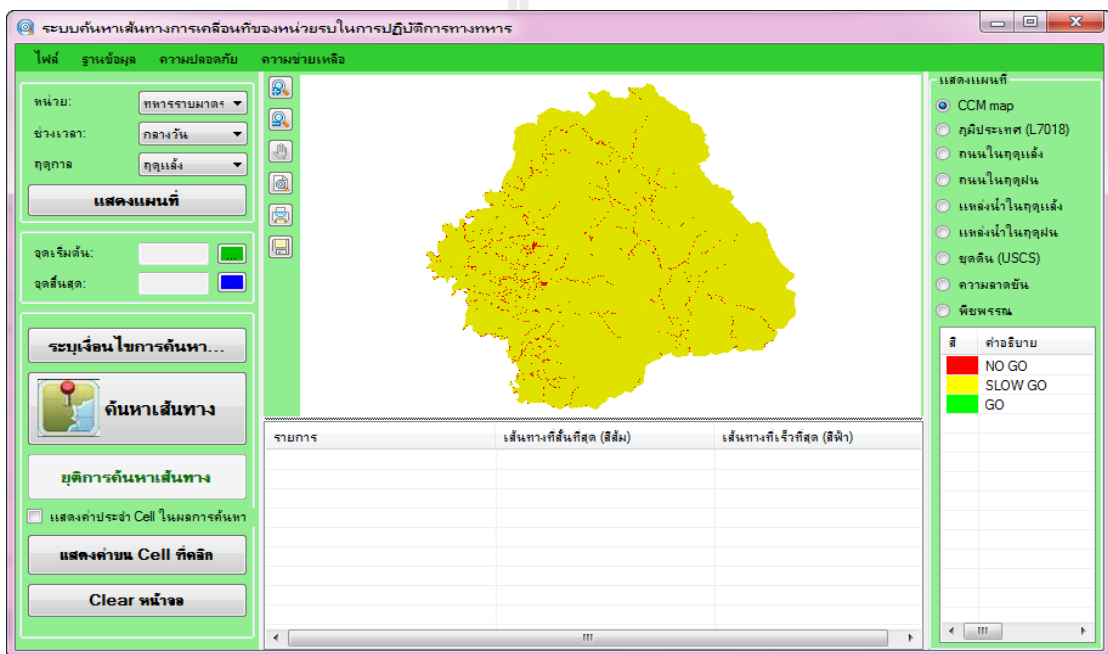 ระบบค้นหาเส้นทางการเคลื่อนที่ของหน่วยรบในการปฏิบัติการทางทหาร
ไฟล์ ฐานข้อมูล ความปลอดภัย ความช่วยเหลือ
หน่วย: ทหารราบมาตร
ช่วงเวลา: กลางวัน
ฤดูกาล ฤดูแล้ง
แสดงแผนที่
จุดเริ่มต้น: ...
จุดสิ้นสุด:
ระบุเงื่อนไขการค้นหา...
ค้นหาเส้นทาง
ยุติการค้นหาเส้นทาง
แสดงค่าประจำ Cell ในผลการค้นหา
แสดงค่าบน Cell ที่คลิก
Clear หน้าจอ
รายการ เส้นทางที่สั้นที่สุด (สีส้ม) เส้นทางที่เร็วที่สุด (สีฟ้า)
แสดงแผนที่
CCM map
ภูมิประเทศ (L7018)
ถนนในฤดูแล้ง
ถนนในฤดูฝน
แหล่งน้ำในฤดูแล้ง
แหล่งน้ำในฤดูฝน
ชุดดิน (USCS)
ความลาดชัน
พืชพรรณ
สี คำอธิบาย
NO GO
SLOW GO
GO